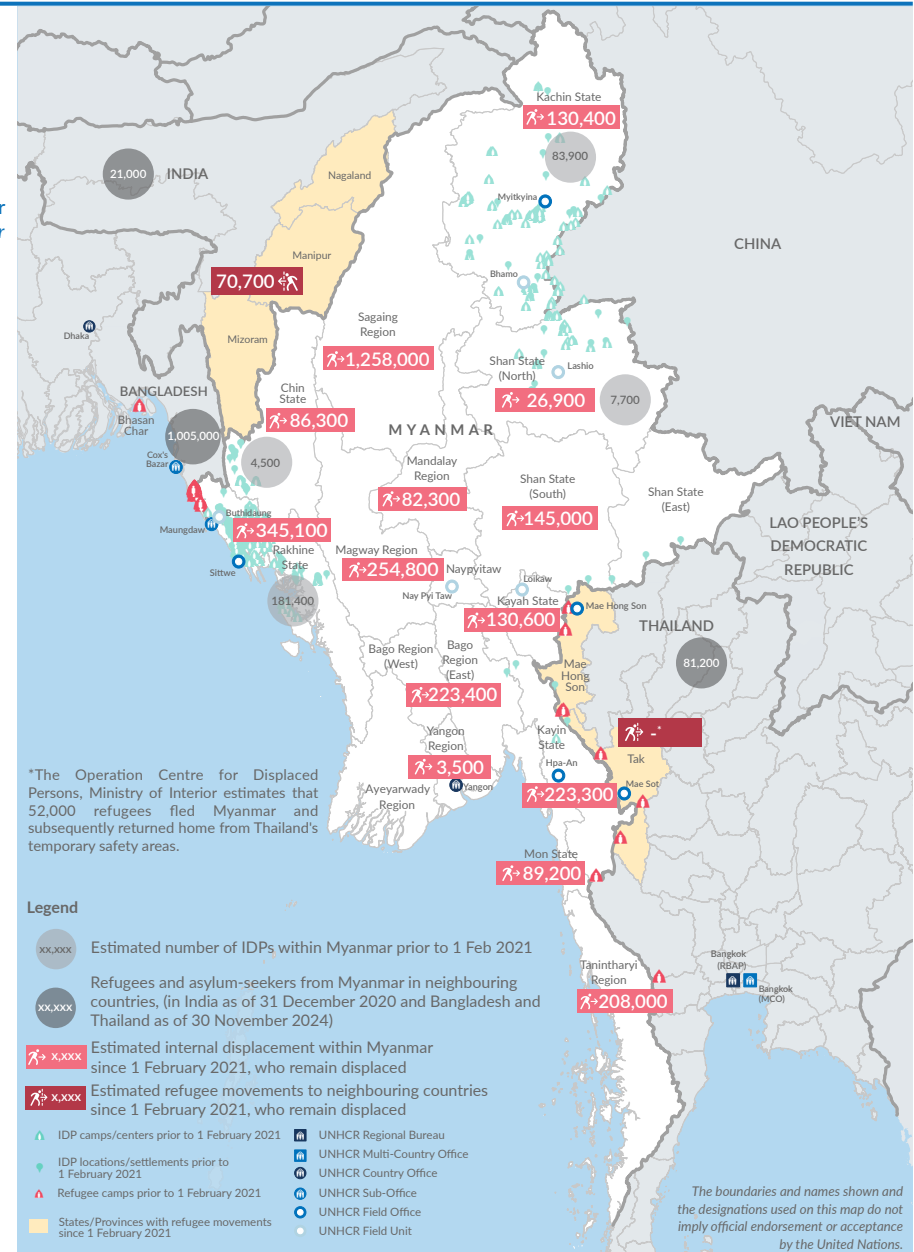 r
r
Kachin State
130,400
83,900
21,000
INDIA
Nagaland
Myitkyina
Manipur
CHINA
70,700
Bhamo
Dhaka
Mizoram
Sagaing
Region
1,258,000
Shan State
(North)
Lashio
26,900
7,700
BANGLADESH
Bhasan
Char
Chin
State
86,300
1,005,000
MYANMAR
VIET NAM
Cox's
Bazar
4,500
Mandalay
Region
82,300
Shan State
(South)
145,000
Shan State
(East)
Buthidaung
Maungdaw
345,100
LAO PEOPLE'S
DEMOCRATIC
REPUBLIC
Sittwe
Rakhine
State
181,400
Magway Region
254,800
Naypyitaw
Nay Pyi Taw
Loikaw
Kayah State
130,600
Mae Hong Son
THAILAND
81,200
Bago Region
(West)
Bago
Region
(East)
223,400
Mae
Hong
Son
-*
Yangon
Region
3,500
Yangon
Kayin
State
Tak
Hpa-An
Mae Sot
223,300
Ayeyarwady
Region
*The Operation Centre for Displaced
Persons, Ministry of Interior estimates that
52,000 refugees fled Myanmar and
subsequently returned home from Thailand's
temporary safety areas.
Mon State
89,200
Tanintharyi
Region
208,000
Bangkok
(RBAP)
Bangkok
(MCO)
Legend
xx,xxx
Estimated number of IDPs within Myanmar prior to 1 Feb 2021
xx,xxx
Refugees and asylum-seekers from Myanmar in neighbouring
countries, (in India as of 31 December 2020 and Bangladesh and
Thailand as of 30 November 2024)
x,xxx
Estimated internal displacement within Myanmar
since 1 February 2021, who remain displaced
x,xxx
Estimated refugee movements to neighbouring countries
since 1 February 2021, who remain displaced
IDP camps/centers prior to 1 February 2021
IDP locations/settlements prior to
1 February 2021
Refugee camps prior to 1 February 2021
States/Provinces with refugee movements
since 1 February 2021
UNHCR Regional Bureau
UNHCR Multi-Country Office
UNHCR Country Office
UNHCR Sub-Office
UNHCR Field Office
UNHCR Field Unit
The boundaries and names shown and
the designations used on this map do not
imply official endorsement or acceptance
by the United Nations.